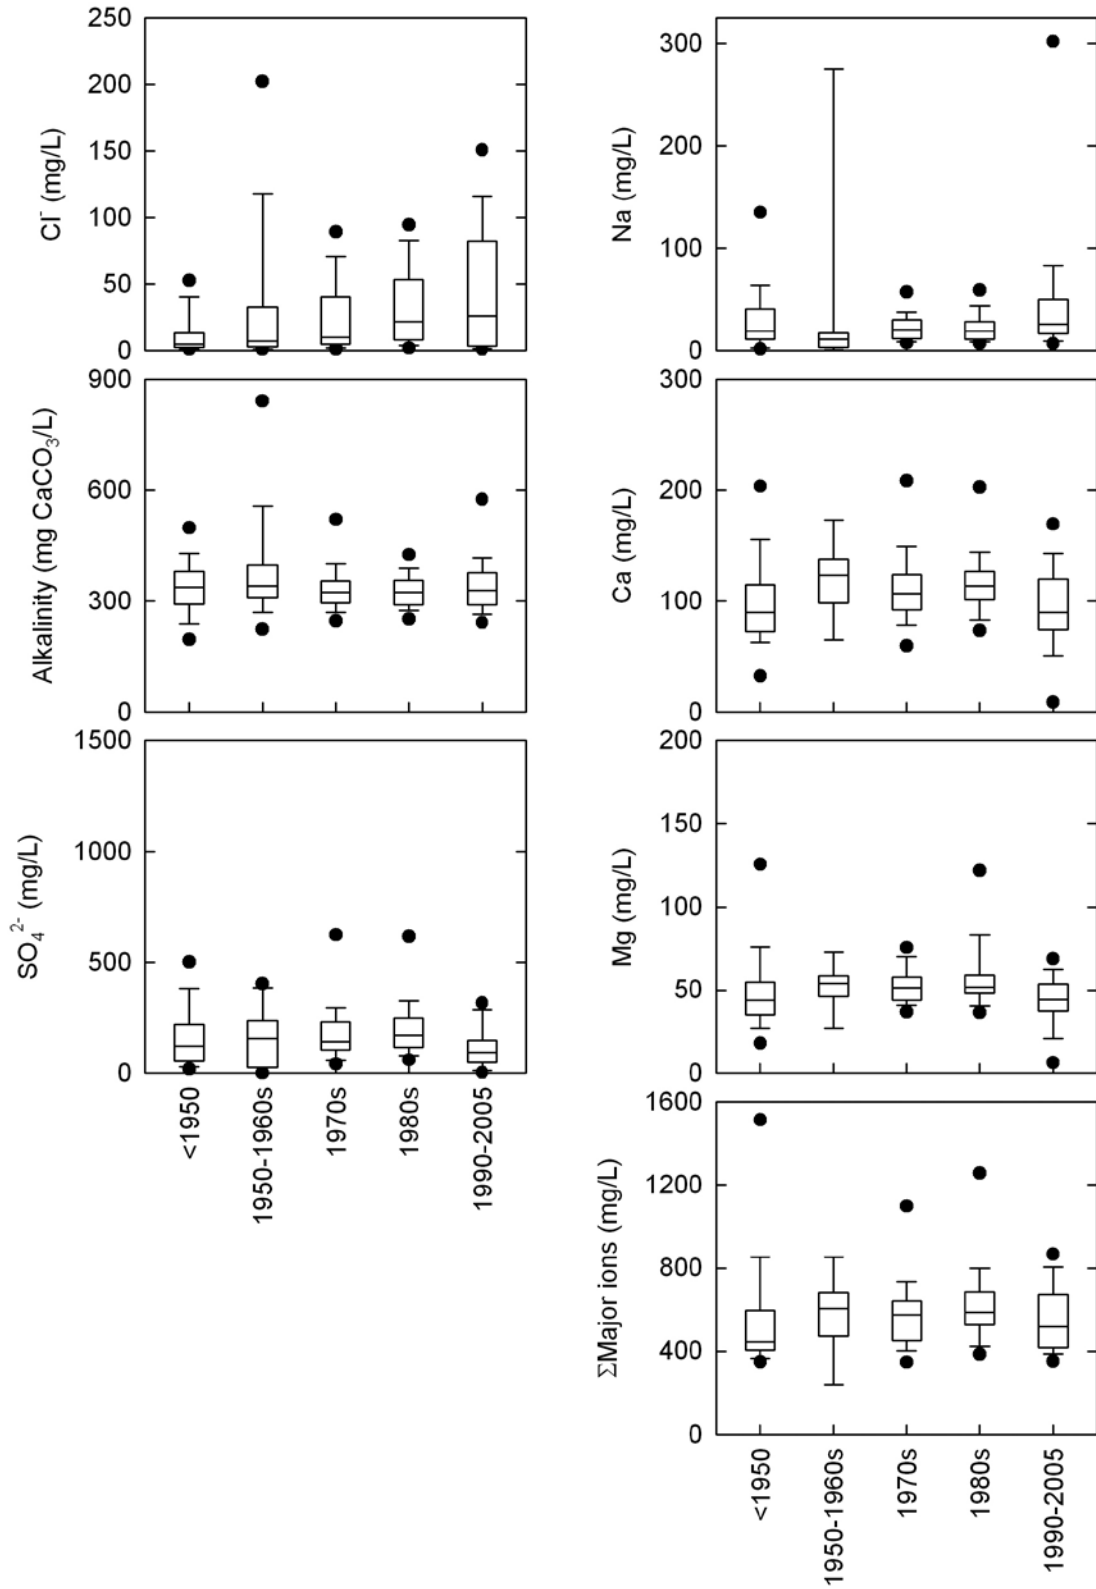 250
200
150
100
50
0
Cl⁻ (mg/L)
300
200
100
0
Na (mg/L)
900
600
300
0
Alkalinity (mg CaCO₃/L)
300
200
100
0
Ca (mg/L)
1500
1000
500
0
SO₄²⁻ (mg/L)
<1950
1950-1960s
1970s
1980s
1990-2005
200
150
100
50
0
Mg (mg/L)
1600
1200
800
400
0
ΣMajor ions (mg/L)
<1950
1950-1960s
1970s
1980s
1990-2005